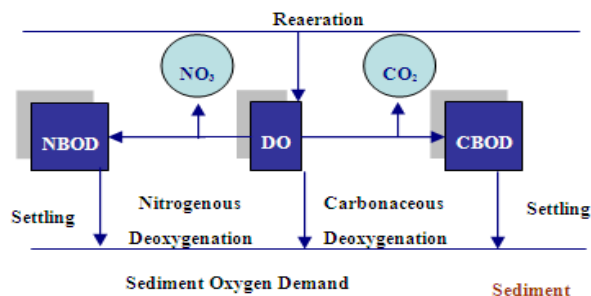 Reaeration
NO3
CO2
NBOD
DO
CBOD
Settling
Nitrogenous
Deoxygenation
Carbonaceous
Deoxygenation
Settling
Sediment Oxygen Demand
Sediment